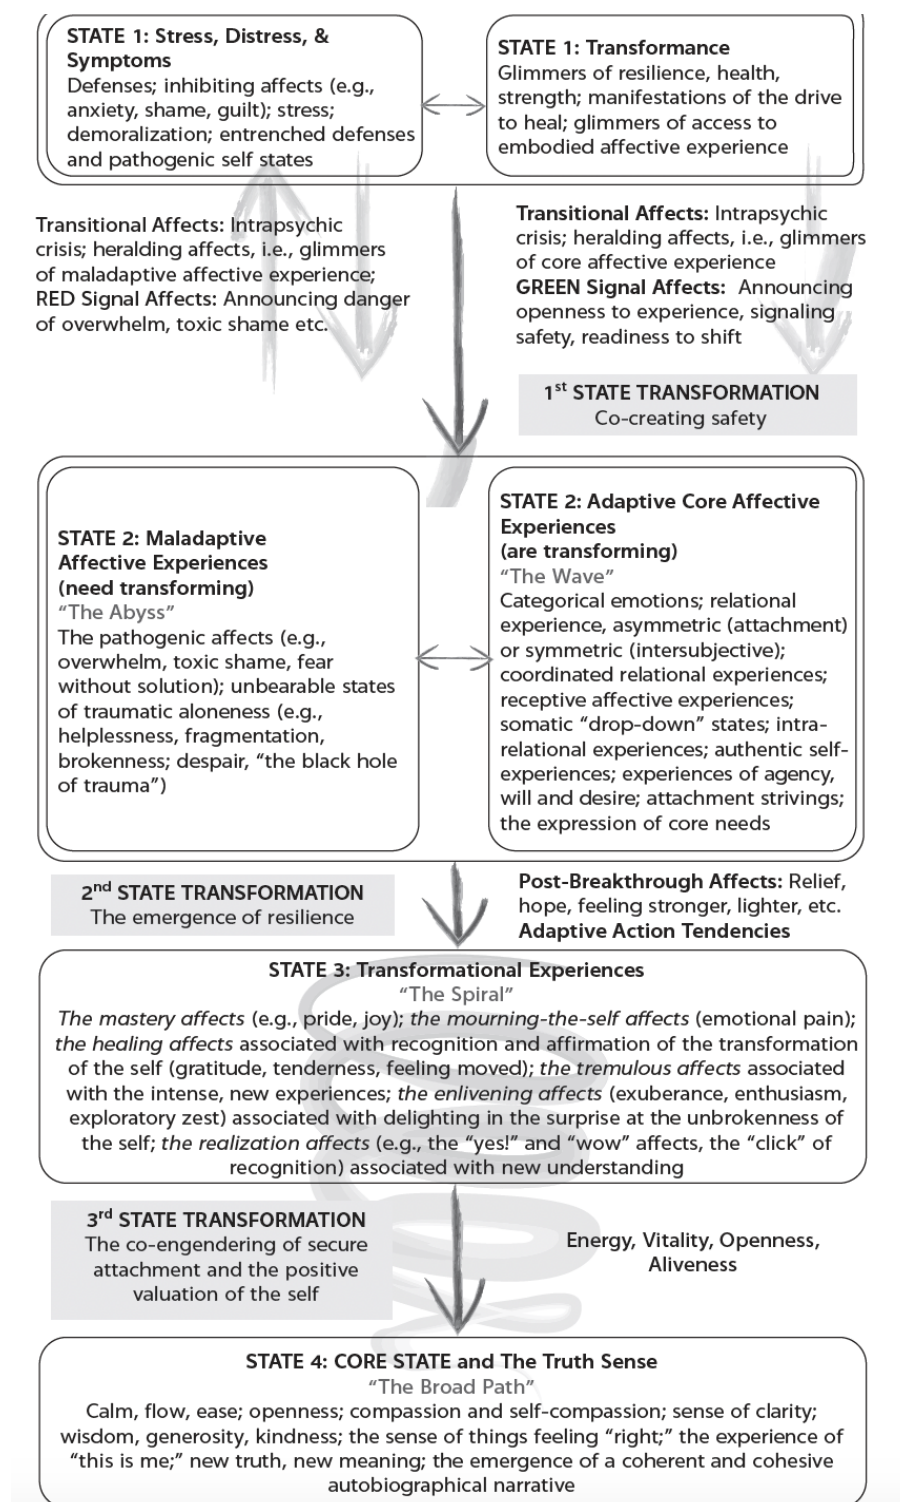 STATE 1: Stress, Distress, &
Symptoms
Defenses; inhibiting affects (e.g.,
anxiety, shame, guilt); stress;
demoralization; entrenched defenses
and pathogenic self states
STATE 1: Transformance
Glimmers of resilience, health,
strength; manifestations of the drive
to heal; glimmers of access to
embodied affective experience
Transitional Affects: Intrapsychic
crisis; heralding affects, i.e., glimmers
of maladaptive affective experience;
RED Signal Affects: Announcing danger
of overwhelm, toxic shame etc.
Transitional Affects: Intrapsychic
crisis; heralding affects, i.e., glimmers
of core affective experience
GREEN Signal Affects: Announcing
openness to experience, signaling
safety, readiness to shift
1st STATE TRANSFORMATION
Co-creating safety
STATE 2: Maladaptive
Affective Experiences
(need transforming)
“The Abyss”
The pathogenic affects (e.g.,
overwhelm, toxic shame, fear
without solution); unbearable states
of traumatic aloneness (e.g.,
helplessness, fragmentation,
brokenness; despair, “the black hole
of trauma”)
STATE 2: Adaptive Core Affective
Experiences
(are transforming)
“The Wave”
Categorical emotions; relational
experience, asymmetric (attachment)
or symmetric (intersubjective);
coordinated relational experiences;
receptive affective experiences;
somatic “drop-down” states; intra-
relational experiences; authentic self-
experiences; experiences of agency,
will and desire; attachment strivings;
the expression of core needs
2nd STATE TRANSFORMATION
The emergence of resilience
Post-Breakthrough Affects: Relief,
hope, feeling stronger, lighter, etc.
Adaptive Action Tendencies
STATE 3: Transformational Experiences
“The Spiral”
The mastery affects (e.g., pride, joy); the mourning-the-self affects (emotional pain);
the healing affects associated with recognition and affirmation of the transformation
of the self (gratitude, tenderness, feeling moved); the tremulous affects associated
with the intense, new experiences; the enlivening affects (exuberance, enthusiasm,
exploratory zest) associated with delighting in the surprise at the unbrokenness of
the self; the realization affects (e.g., the “yes!” and “wow” affects, the “click” of
recognition) associated with new understanding
3rd STATE TRANSFORMATION
The co-engendering of secure
attachment and the positive
valuation of the self
Energy, Vitality, Openness,
Aliveness
STATE 4: CORE STATE and The Truth Sense
“The Broad Path”
Calm, flow, ease; openness; compassion and self-compassion; sense of clarity;
wisdom, generosity, kindness; the sense of things feeling “right;” the experience of
“this is me;” new truth, new meaning; the emergence of a coherent and cohesive
autobiographical narrative